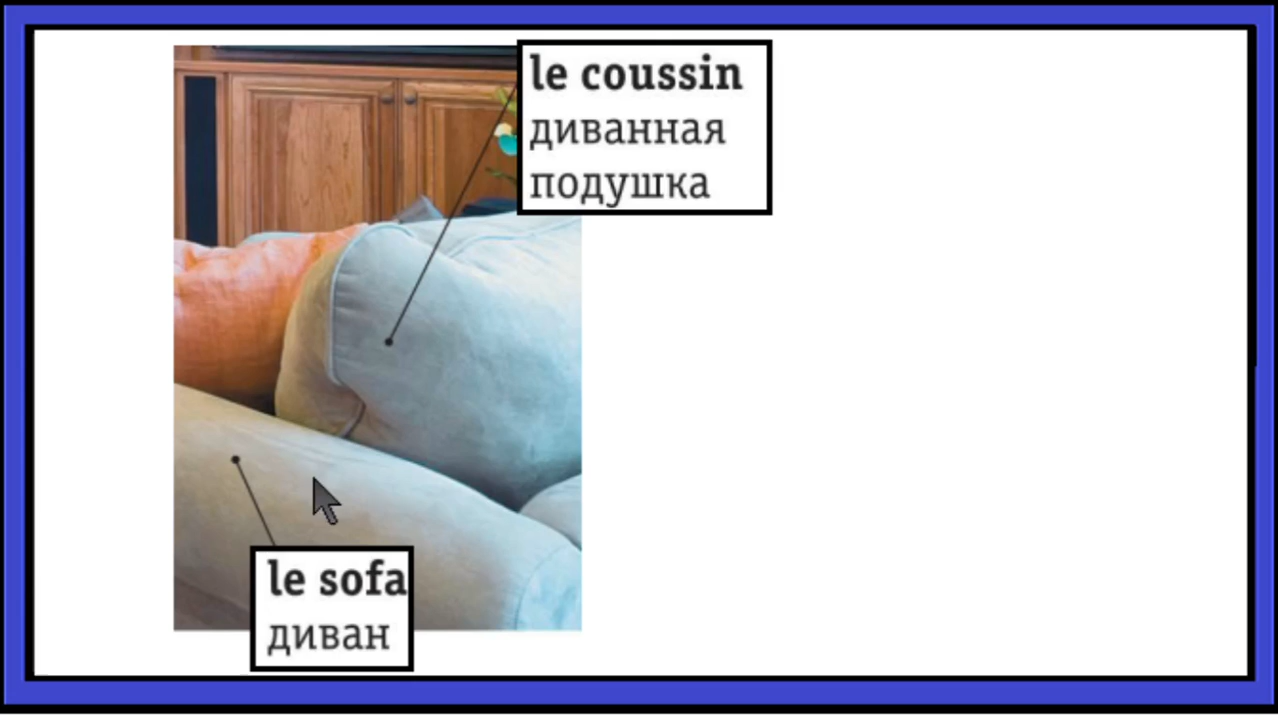 le coussin
диванная
подушка
le sofa
диван